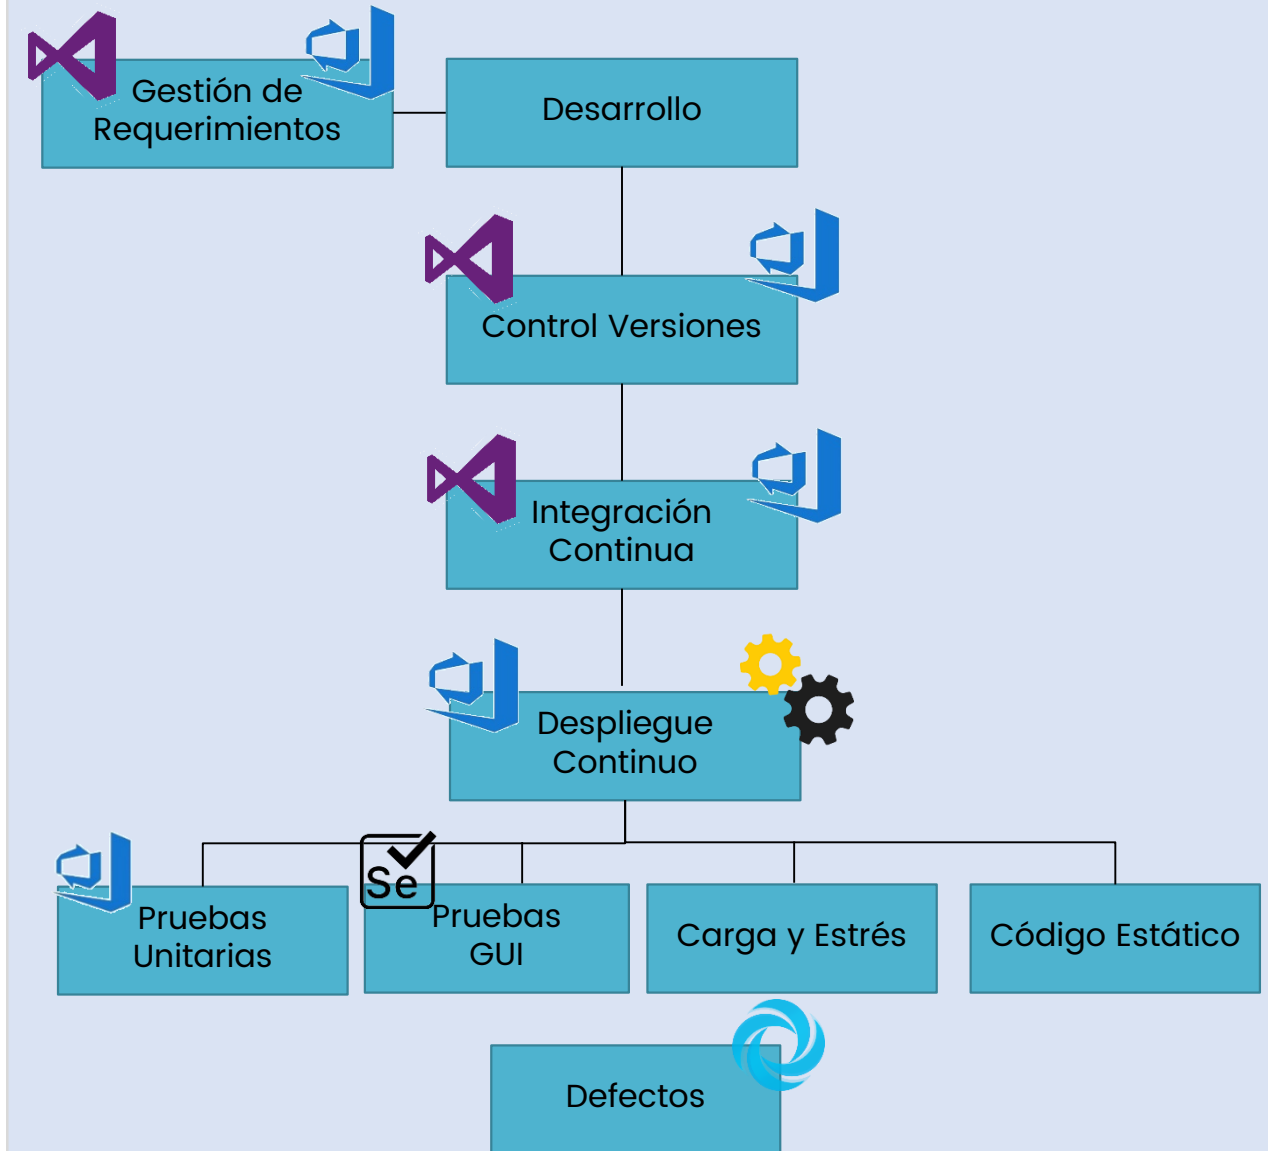 Gestión de
Requerimientos
Desarrollo
Control Versiones
Integración
Continua
Despliegue
Continuo
Se
Pruebas
Unitarias
Pruebas
GUI
Carga y Estrés
Código Estático
Defectos